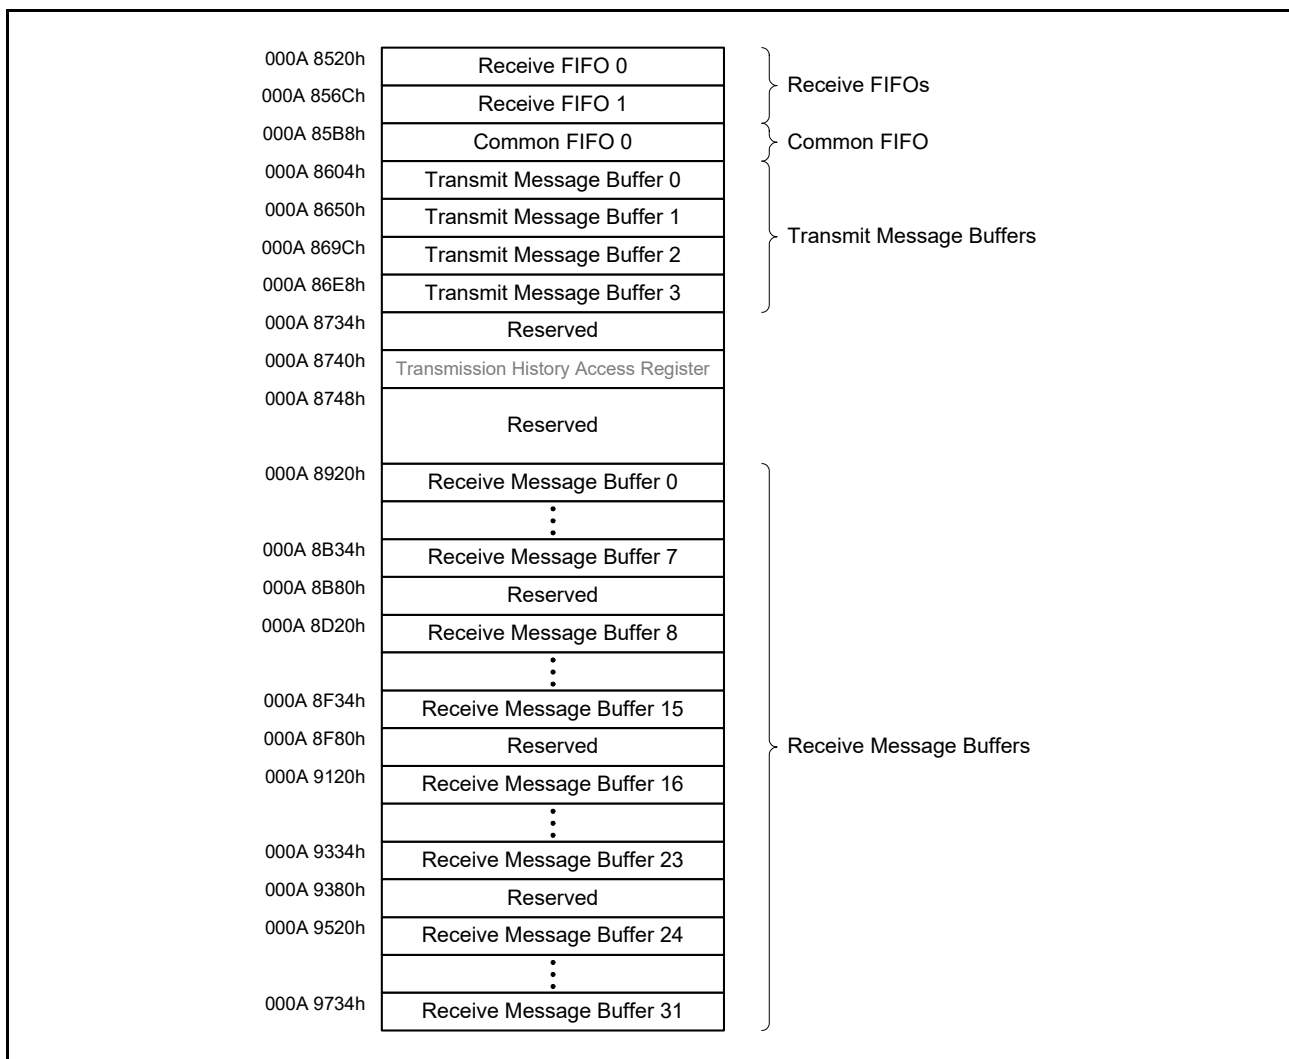 000A 8520h Receive FIFO 0
Receive FIFOs
000A 856Ch Receive FIFO 1
000A 85B8h Common FIFO 0 Common FIFO
000A 8604h Transmit Message Buffer 0
000A 8650h Transmit Message Buffer 1
Transmit Message Buffers
000A 869Ch Transmit Message Buffer 2
000A 86E8h Transmit Message Buffer 3
000A 8734h Reserved
000A 8740h Transmission History Access Register
000A 8748h Reserved
000A 8920h Receive Message Buffer 0
000A 8B34h Receive Message Buffer 7
000A 8B80h Reserved
000A 8D20h Receive Message Buffer 8
000A 8F34h Receive Message Buffer 15
000A 8F80h Reserved Receive Message Buffers
000A 9120h Receive Message Buffer 16
000A 9334h Receive Message Buffer 23
000A 9380h Reserved
000A 9520h Receive Message Buffer 24
000A 9734h Receive Message Buffer 31